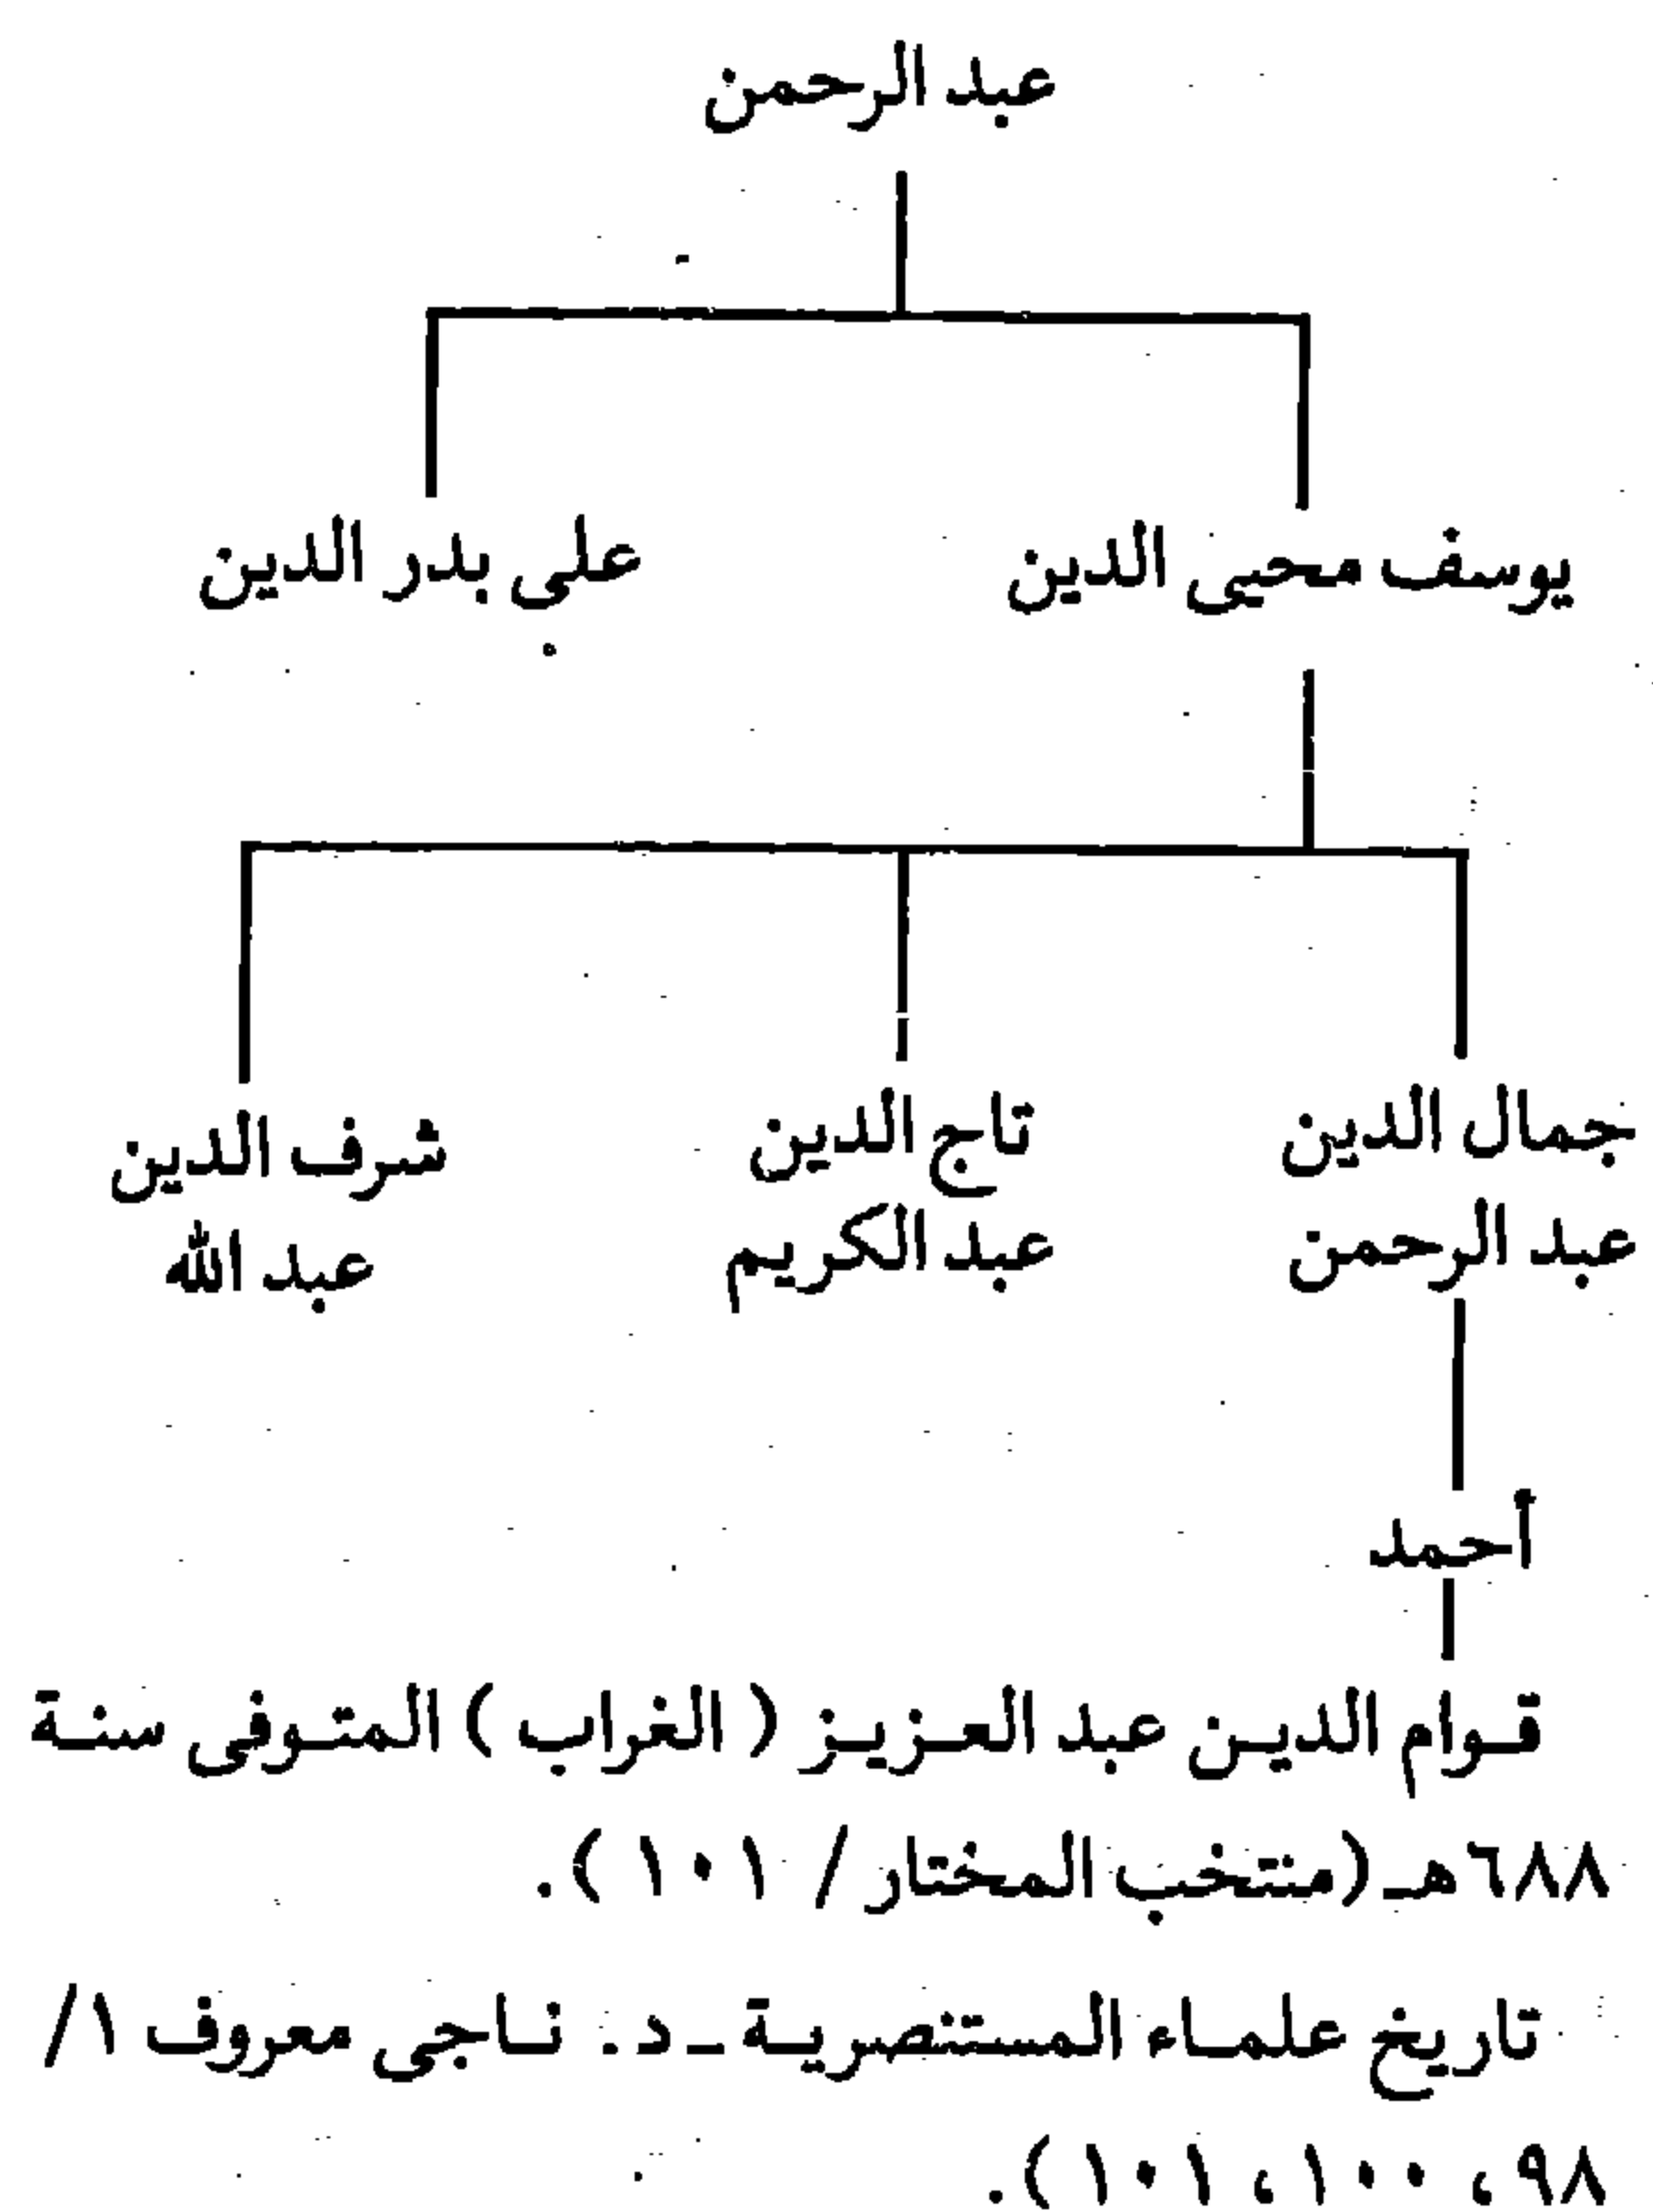 عبد الرحمن
يوسف محيى الدين علي بدر الدين
جمال الدين تاج الدين شرف الدين
عبد الرحمن عبد الكريم عبد الله
أحمد
قوام الدين عبد العزيز ( الغراب ) المتوفى سنة
٦٨٨هـ (منتخب المختار / ١٠١ ).
تاريخ علماء المستنصرية ـ د. ناجي معروف ١/
٩٨، ١٠٠، ١٠١ ).